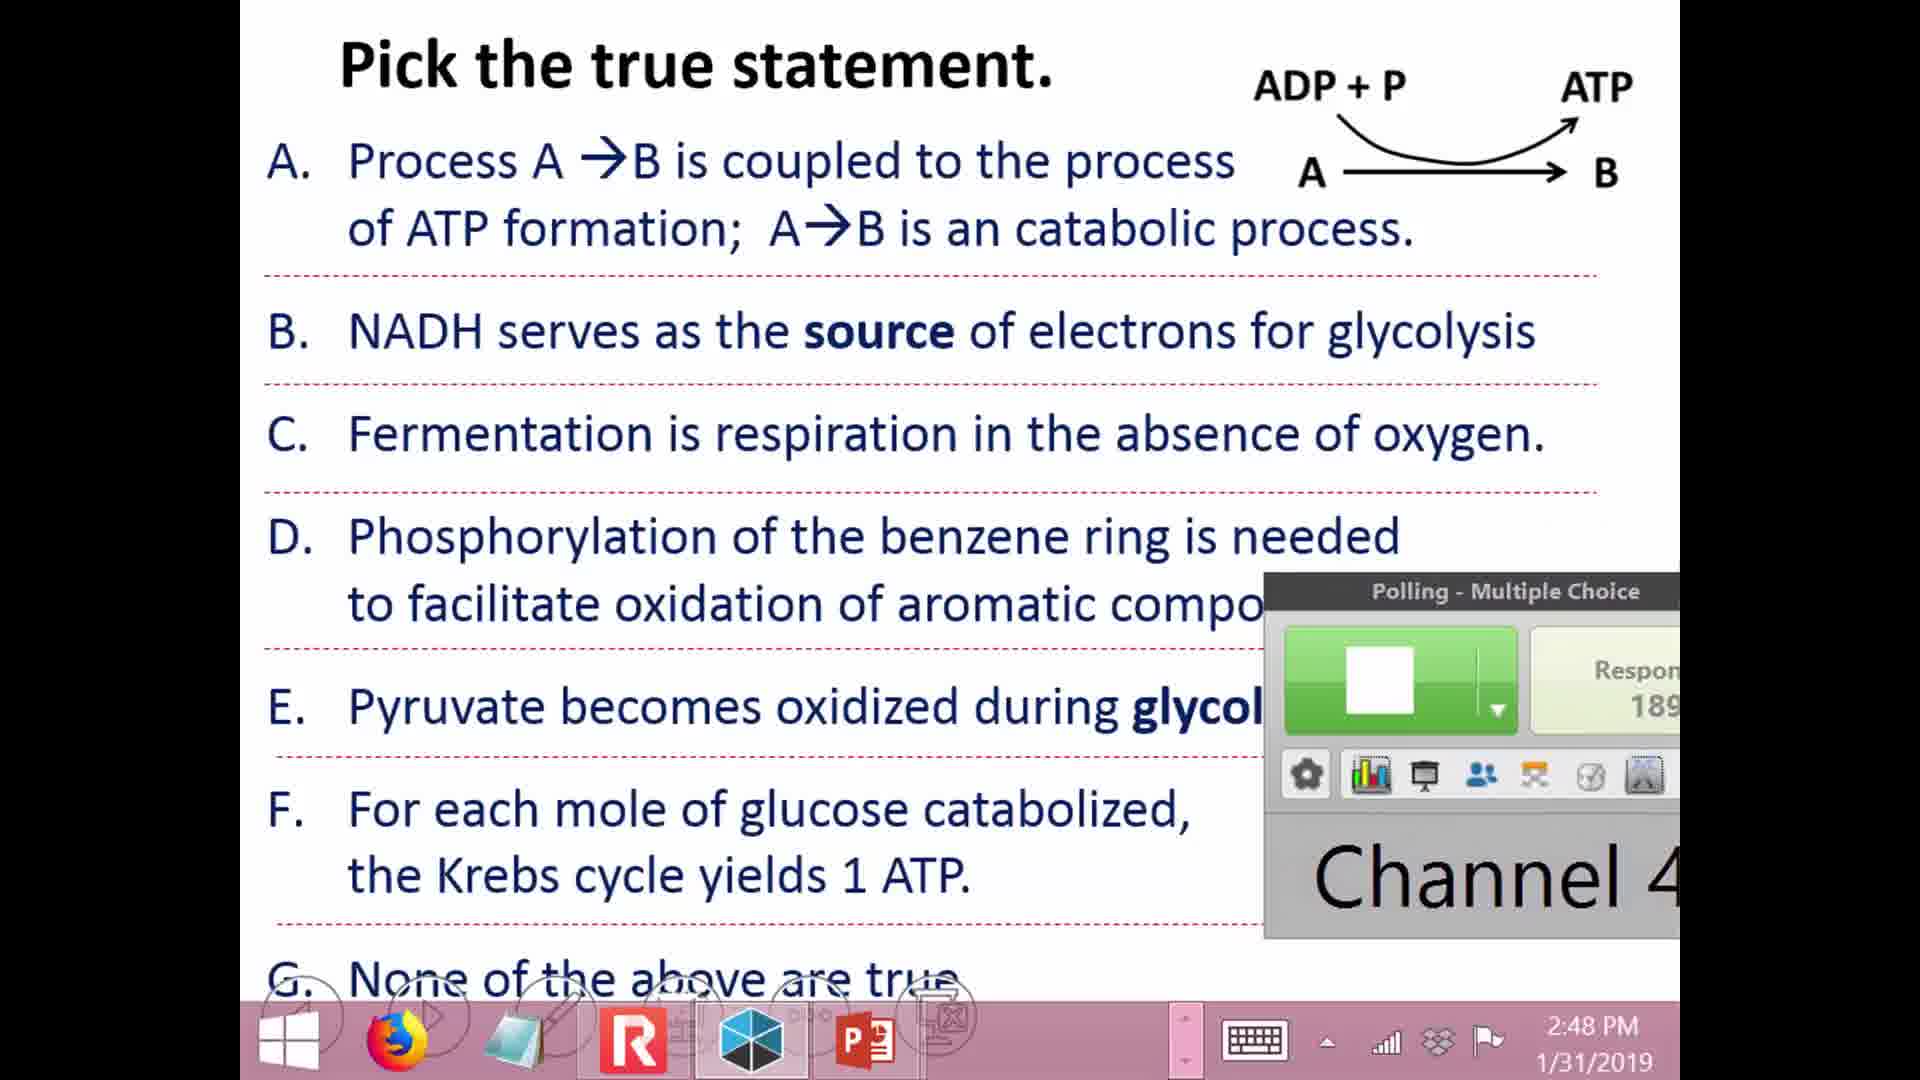 Pick the true statement.
ADP + P ATP
A B
A. Process A →B is coupled to the process
of ATP formation; A→B is an catabolic process.
B. NADH serves as the source of electrons for glycolysis
C. Fermentation is respiration in the absence of oxygen.
D. Phosphorylation of the benzene ring is needed
to facilitate oxidation of aromatic compo
E. Pyruvate becomes oxidized during glycol
F. For each mole of glucose catabolized,
the Krebs cycle yields 1 ATP.
G. None of the above are true
Polling - Multiple Choice
Respon
189
Channel 4
2:48 PM
1/31/2019